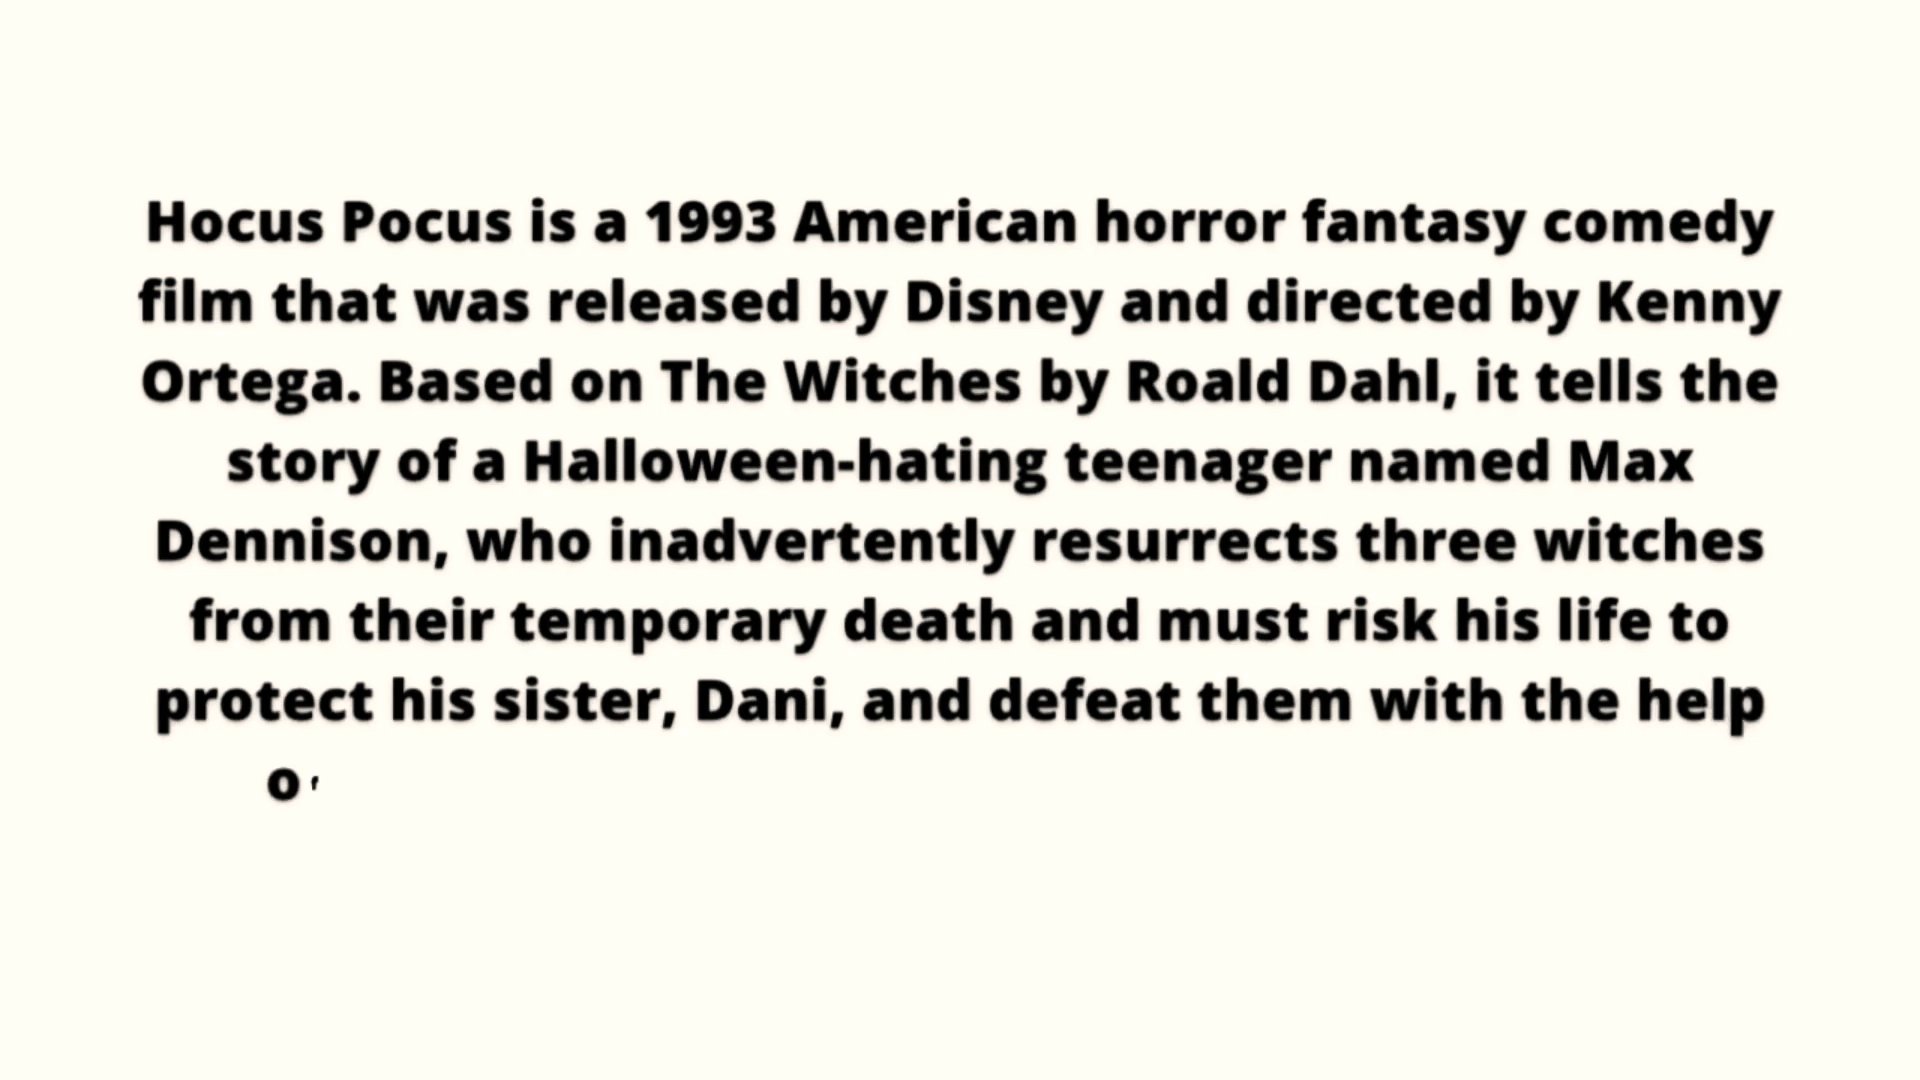 Hocus Pocus is a 1993 American horror fantasy comedy
film that was released by Disney and directed by Kenny
Ortega. Based on The Witches by Roald Dahl, it tells the
story of a Halloween-hating teenager named Max
Dennison, who inadvertently resurrects three witches
from their temporary death and must risk his life to
protect his sister, Dani, and defeat them with the help
of